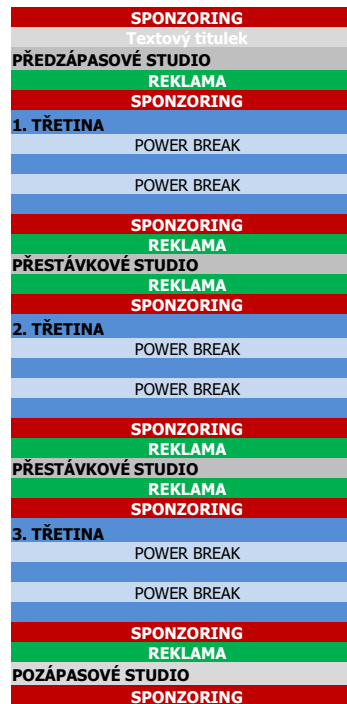 SPONZORING
Textový titulek
PŘEDZÁPASOVÉ STUDIO
REKLAMA
SPONZORING
1. TŘETINA
POWER BREAK
POWER BREAK
SPONZORING
REKLAMA
PŘESTÁVKOVÉ STUDIO
REKLAMA
SPONZORING
2. TŘETINA
POWER BREAK
POWER BREAK
SPONZORING
REKLAMA
PŘESTÁVKOVÉ STUDIO
REKLAMA
SPONZORING
3. TŘETINA
POWER BREAK
POWER BREAK
SPONZORING
REKLAMA
POZÁPASOVÉ STUDIO
SPONZORING